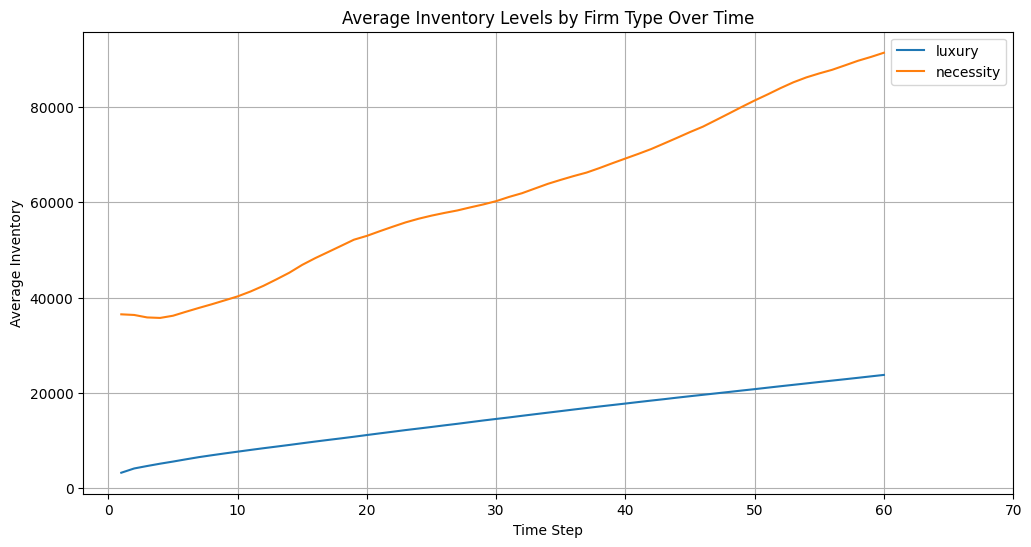 Average Inventory Levels by Firm Type Over Time
luxury
necessity
Average Inventory
80000
60000
40000
20000
0
0 10 20 30 40 50 60 70
Time Step